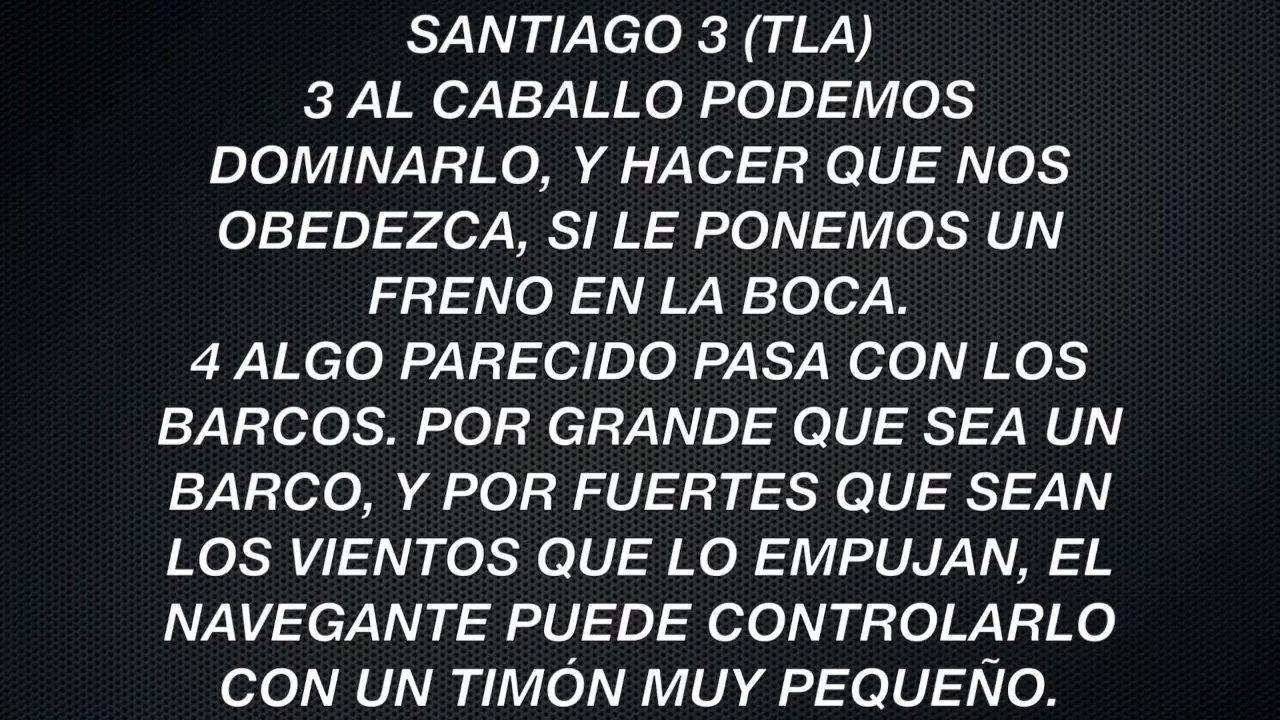 SANTIAGO 3 (TLA)
3 AL CABALLO PODEMOS
DOMINARLO, Y HACER QUE NOS
OBEDEZCA, SI LE PONEMOS UN
FRENO EN LA BOCA.
4 ALGO PARECIDO PASA CON LOS
BARCOS. POR GRANDE QUE SEA UN
BARCO, Y POR FUERTES QUE SEAN
LOS VIENTOS QUE LO EMPUJAN, EL
NAVEGANTE PUEDE CONTROLARLO
CON UN TIMÓN MUY PEQUEÑO.